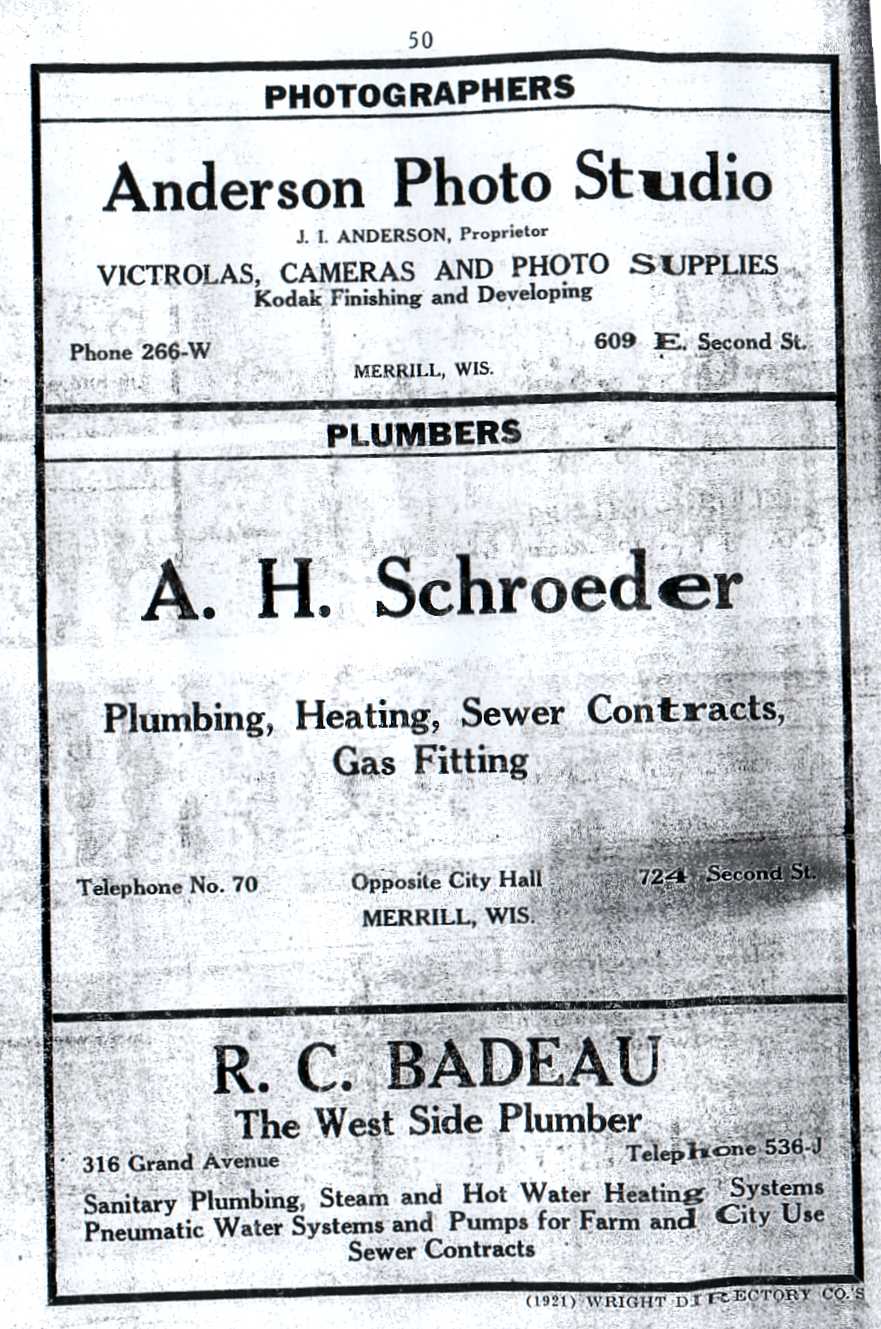 50
PHOTOGRAPHERS
Anderson Photo Studio
J. I. ANDERSON, Proprietor
VICTROLAS, CAMERAS AND PHOTO SUPPLIES
Kodak Finishing and Developing
Phone 266-W
609 E. Second St.
MERRILL, WIS.
PLUMBERS
A. H. Schroeder
Plumbing, Heating, Sewer Contracts,
Gas Fitting
Telephone No. 70 Opposite City Hall 724 Second St.
MERRILL, WIS.
R. C. BADEAU
The West Side Plumber
316 Grand Avenue Telephone 536-J
Sanitary Plumbing, Steam and Hot Water Heating Systems
Pneumatic Water Systems and Pumps for Farm and City Use
Sewer Contracts
(1921) WRIGHT DIRECTORY CO.'S